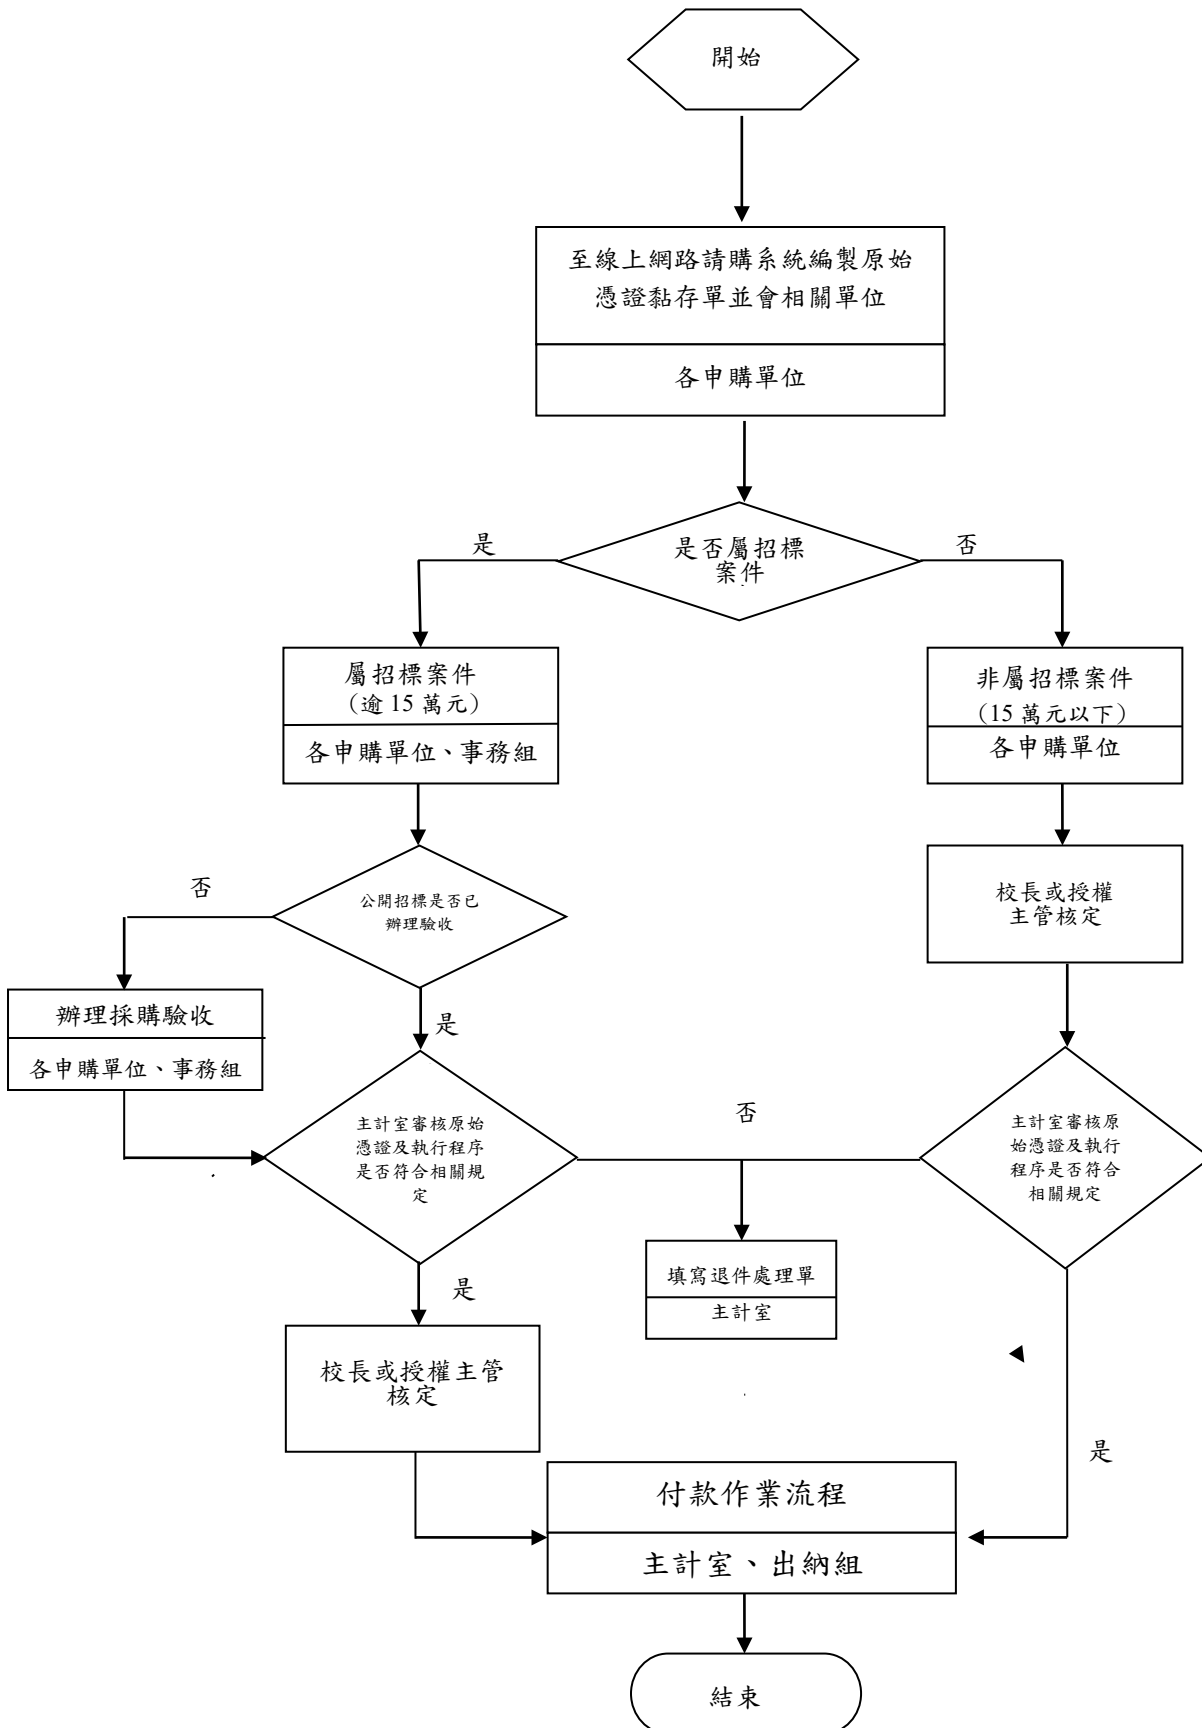 開始
至線上網路請購系統編製原始
憑證黏存單並會相關單位
各申購單位
是否屬招標
案件
是
否
屬招標案件
（逾 15 萬元）
各申購單位、事務組
非屬招標案件
（15 萬元以下）
各申購單位
公開招標是否已
辦理驗收
否
是
校長或授權
主管核定
辦理採購驗收
各申購單位、事務組
主計室審核原始
憑證及執行程序
是否符合相關規
定
否
主計室審核原
始憑證及執行
程序是否符合
相關規定
填寫退件處理單
主計室
是
校長或授權主管
核定
是
付款作業流程
主計室、出納組
結束